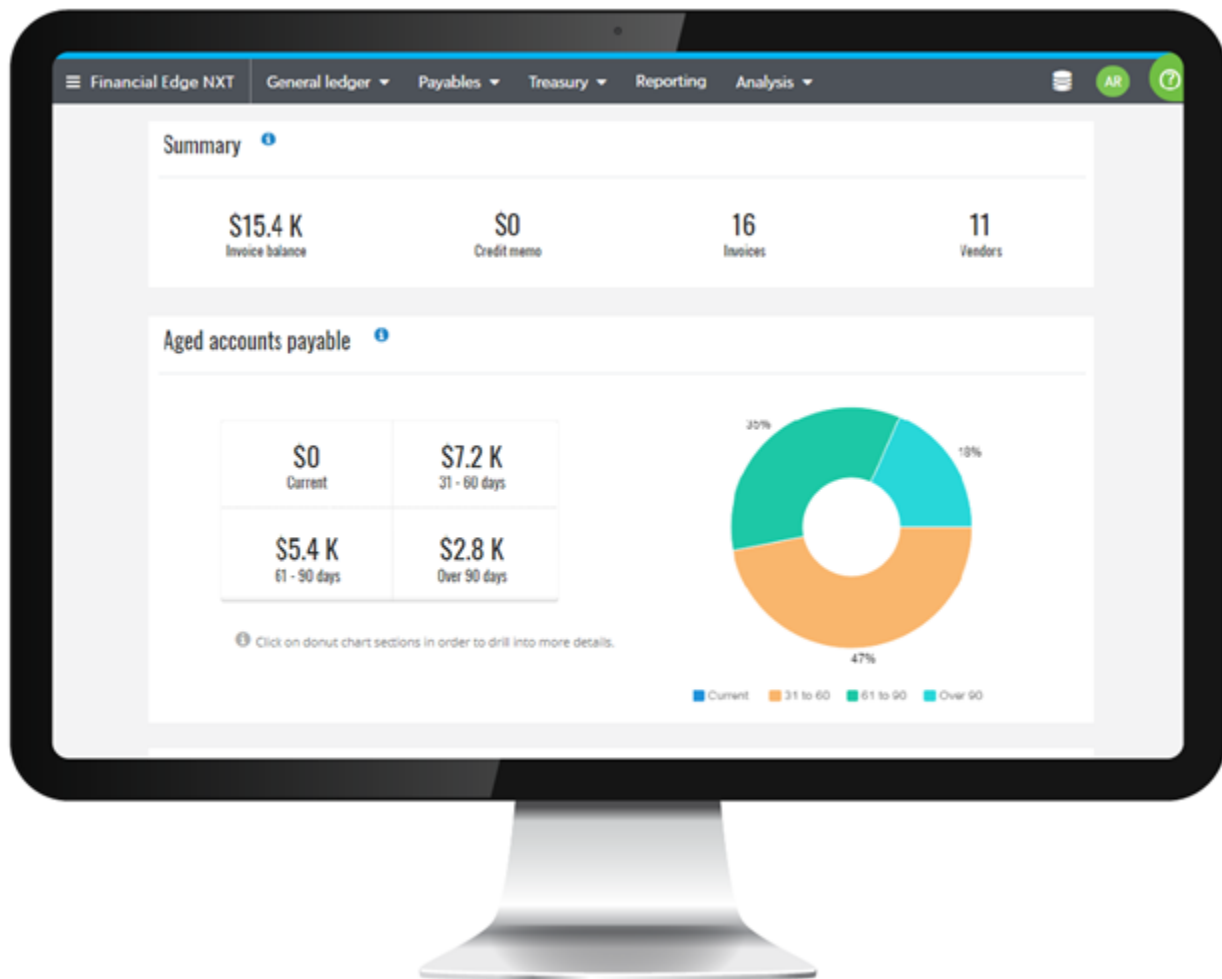 Financial Edge NXT General ledger Payables Treasury Reporting Analysis AR ?
Summary i
$15.4 K $0 16 11
Invoice balance Credit memo Invoices Vendors
Aged accounts payable i
$0 $7.2 K
Current 31 - 60 days
$5.4 K $2.8 K
61 - 90 days Over 90 days
i Click on donut chart sections in order to drill into more details.
35%
18%
47%
Current 31 to 60 61 to 90 Over 90